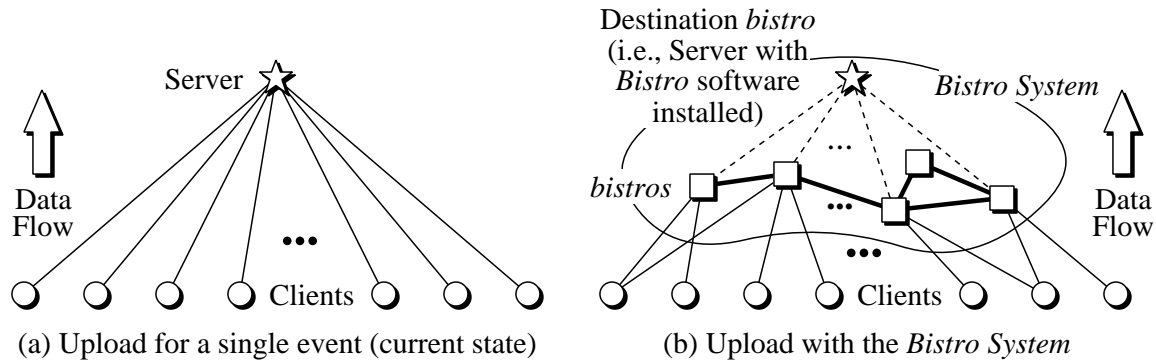 Server
Data
Flow
•••
Clients
(a) Upload for a single event (current state)
Destination bistro
(i.e., Server with
Bistro software
installed)
Bistro System
...
bistros
...
Data
Flow
•••
Clients
(b) Upload with the Bistro System